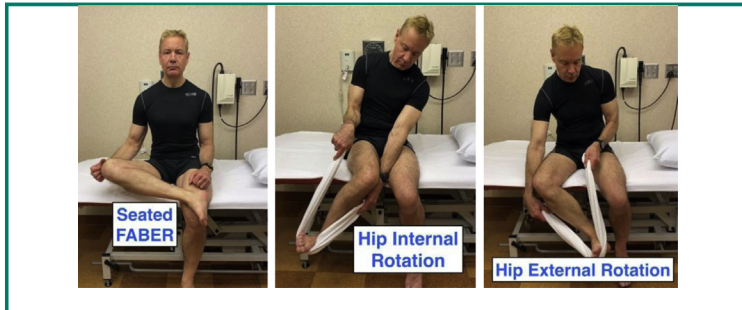 Seated
FABER
Hip Internal
Rotation
Hip External Rotation